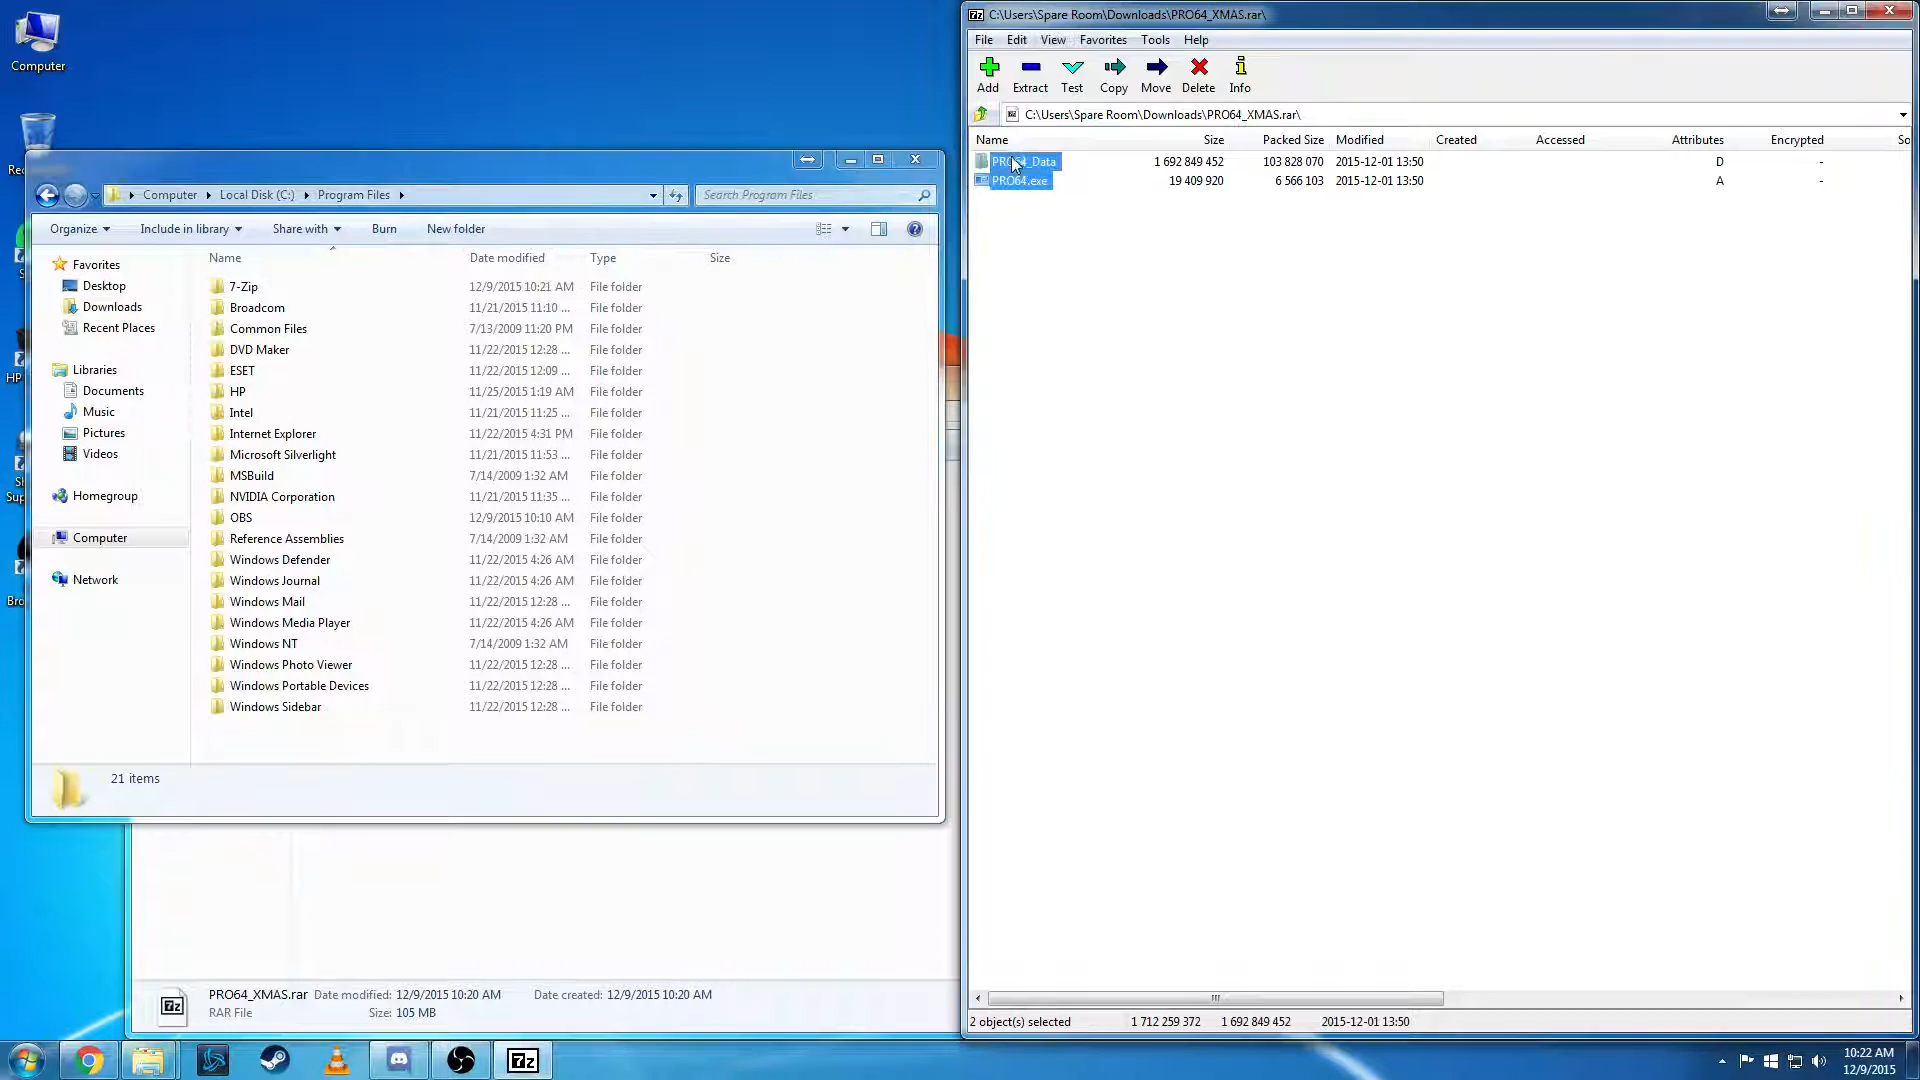 Computer
Rec
S
HP
Sh
Sup
Bro
Computer Local Disk (C:) Program Files
Search Program Files
Organize Include in library Share with Burn New folder
Name Date modified Type Size
Favorites
Desktop
Downloads
Recent Places
Libraries
Documents
Music
Pictures
Videos
Homegroup
Computer
Network
7-Zip 12/9/2015 10:21 AM File folder
Broadcom 11/21/2015 11:10 ... File folder
Common Files 7/13/2009 11:20 PM File folder
DVD Maker 11/22/2015 12:28 ... File folder
ESET 11/22/2015 12:09 ... File folder
HP 11/25/2015 1:19 AM File folder
Intel 11/21/2015 11:25 ... File folder
Internet Explorer 11/22/2015 4:31 PM File folder
Microsoft Silverlight 11/21/2015 11:53 ... File folder
MSBuild 7/14/2009 1:32 AM File folder
NVIDIA Corporation 11/21/2015 11:35 ... File folder
OBS 12/9/2015 10:10 AM File folder
Reference Assemblies 7/14/2009 1:32 AM File folder
Windows Defender 11/22/2015 4:26 AM File folder
Windows Journal 11/22/2015 4:26 AM File folder
Windows Mail 11/22/2015 12:28 ... File folder
Windows Media Player 11/22/2015 4:26 AM File folder
Windows NT 7/14/2009 1:32 AM File folder
Windows Photo Viewer 11/22/2015 12:28 ... File folder
Windows Portable Devices 11/22/2015 12:28 ... File folder
Windows Sidebar 11/22/2015 12:28 ... File folder
21 items
PRO64_XMAS.rar Date modified: 12/9/2015 10:20 AM Date created: 12/9/2015 10:20 AM
RAR File Size: 105 MB
7z C:\Users\Spare Room\Downloads\PRO64_XMAS.rar\
File Edit View Favorites Tools Help
Add Extract Test Copy Move Delete Info
C:\Users\Spare Room\Downloads\PRO64_XMAS.rar\
Name Size Packed Size Modified Created Accessed Attributes Encrypted So
PRO64_Data 1 692 849 452 103 828 070 2015-12-01 13:50 D -
PRO64.exe 19 409 920 6 566 103 2015-12-01 13:50 A -
2 object(s) selected 1 712 259 372 1 692 849 452 2015-12-01 13:50
7z
10:22 AM
12/9/2015